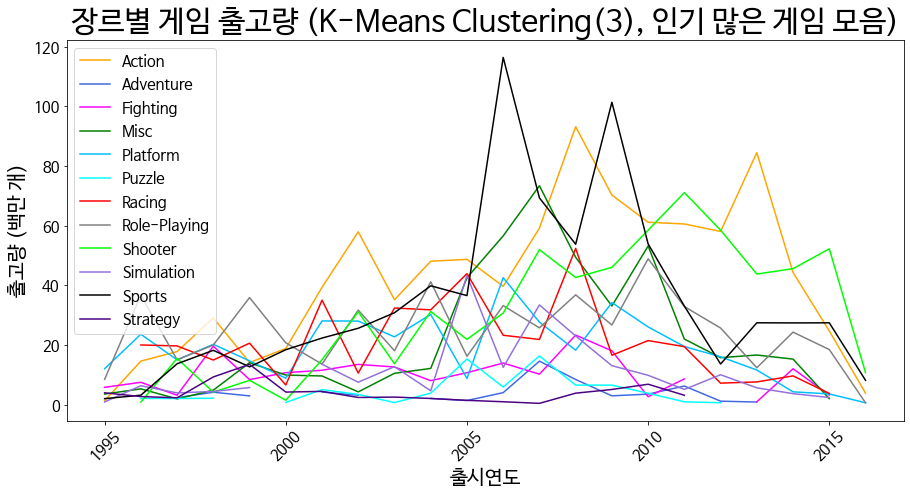 장르별 게임 출고량 (K-Means Clustering(3), 인기 많은 게임 모음)
120
100
80
60
40
20
0
출고량 (백만 개)
Action
Adventure
Fighting
Misc
Platform
Puzzle
Racing
Role-Playing
Shooter
Simulation
Sports
Strategy
1995
2000
2005
2010
2015
출시연도